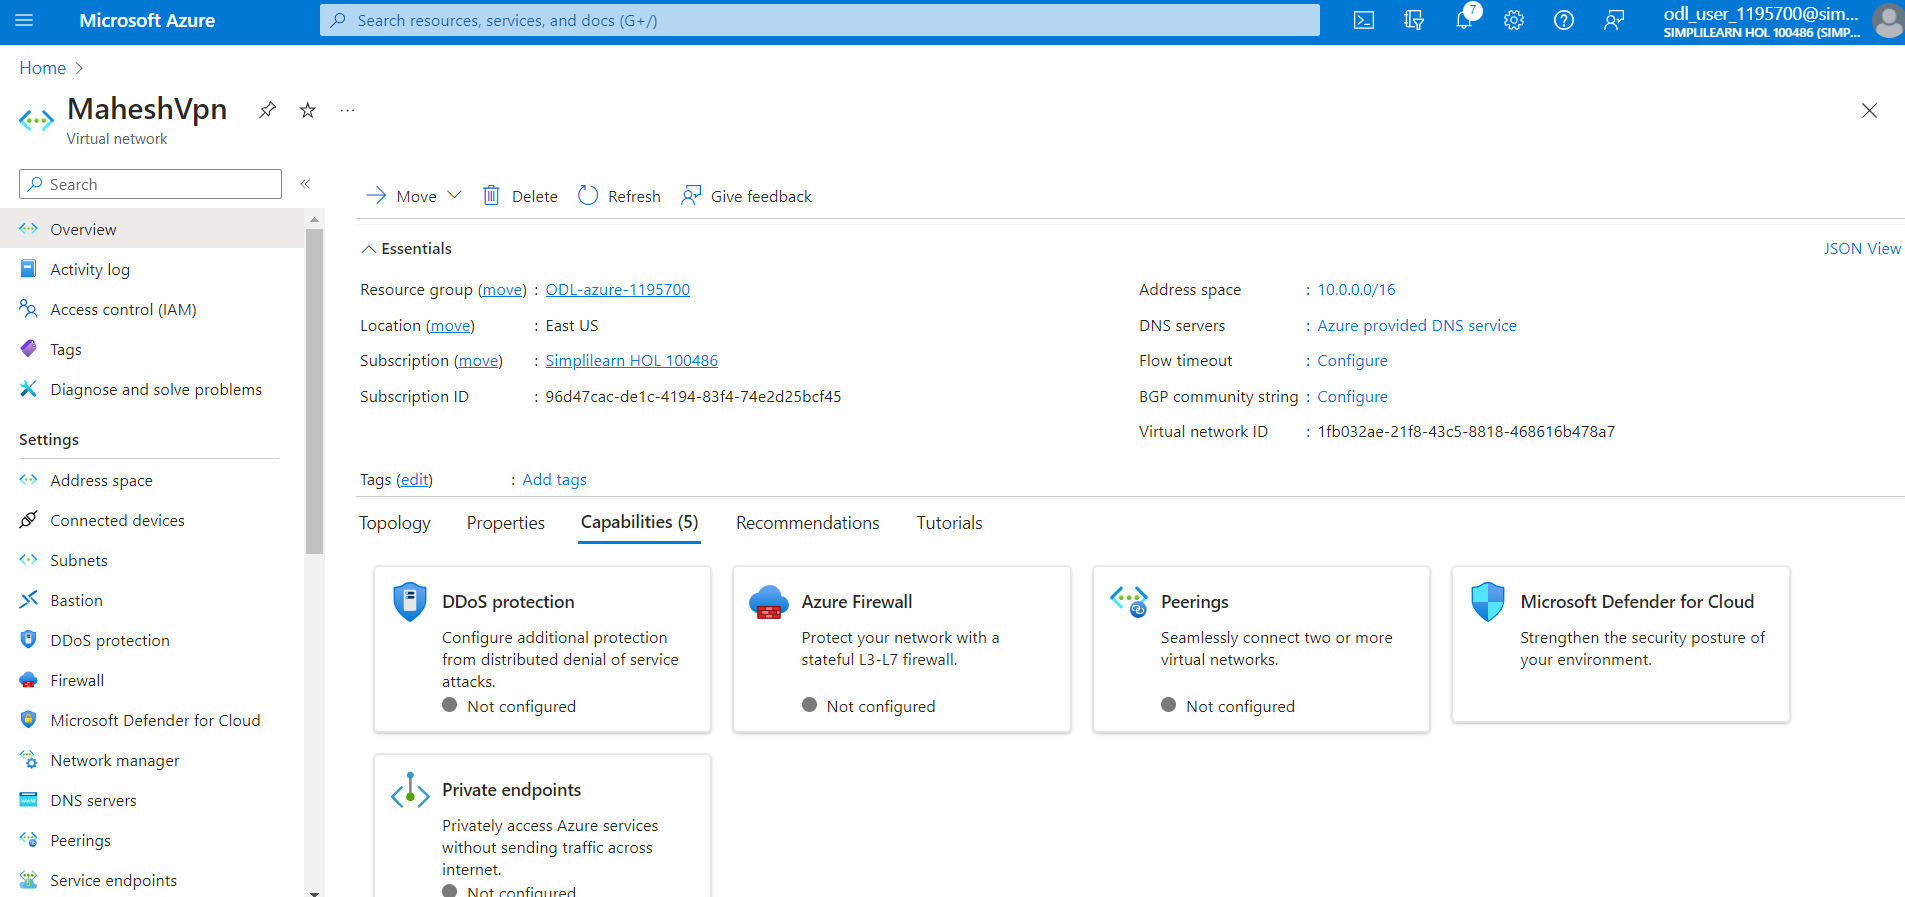 Microsoft Azure
Search resources, services, and docs (G+/)
7
odl_user_1195700@sim...
SIMPLILEARN HOL 100486 (SIMP...
Home
MaheshVpn
Virtual network
Search
Overview
Activity log
Access control (IAM)
Tags
Diagnose and solve problems
Settings
Address space
Connected devices
Subnets
Bastion
DDoS protection
Firewall
Microsoft Defender for Cloud
Network manager
DNS servers
Peerings
Service endpoints
Move
Delete
Refresh
Give feedback
Essentials
JSON View
Resource group (move) : ODL-azure-1195700
Location (move) : East US
Subscription (move) : Simplilearn HOL 100486
Subscription ID : 96d47cac-de1c-4194-83f4-74e2d25bcf45
Address space : 10.0.0.0/16
DNS servers : Azure provided DNS service
Flow timeout : Configure
BGP community string : Configure
Virtual network ID : 1fb032ae-21f8-43c5-8818-468616b478a7
Tags (edit) : Add tags
Topology Properties Capabilities (5) Recommendations Tutorials
DDoS protection
Configure additional protection
from distributed denial of service
attacks.
Not configured
Azure Firewall
Protect your network with a
stateful L3-L7 firewall.
Not configured
Peerings
Seamlessly connect two or more
virtual networks.
Not configured
Microsoft Defender for Cloud
Strengthen the security posture of
your environment.
Private endpoints
Privately access Azure services
without sending traffic across
internet.
Not configured